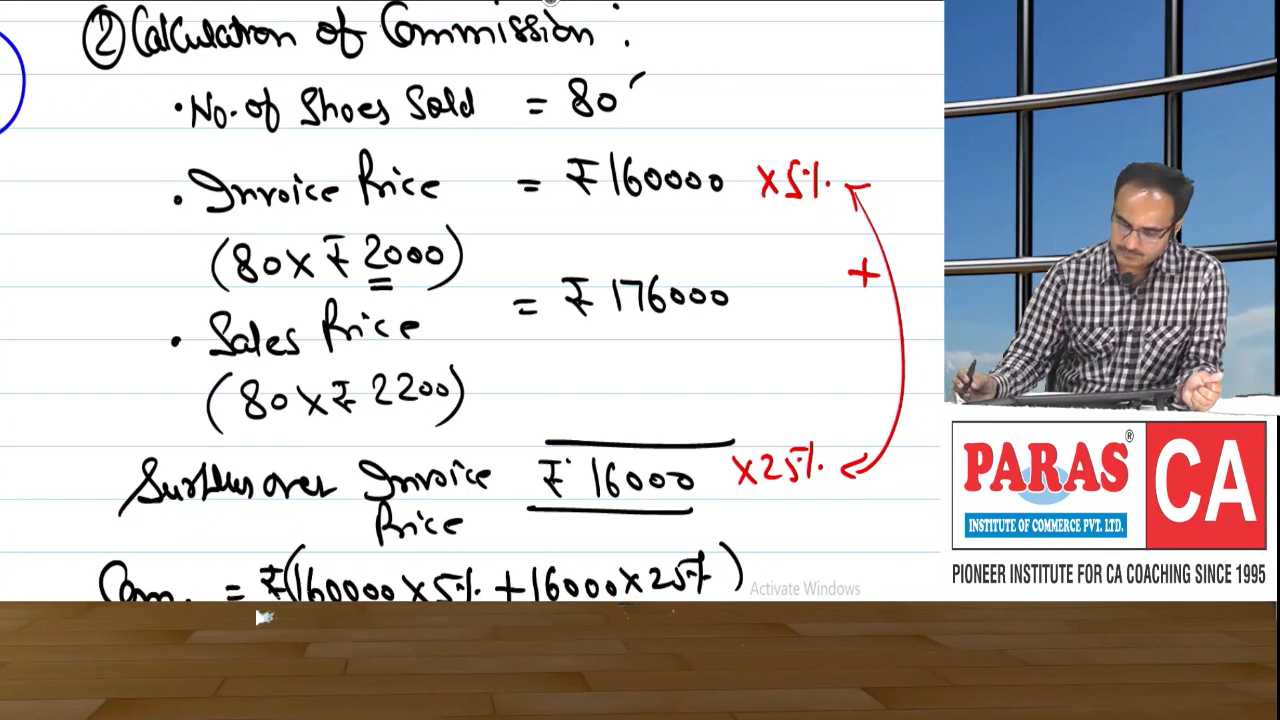 ② Calculation of Commission :
• No. of Shoes Sold = 80
• Invoice Price = ₹ 160000 x5%
(80 x ₹ 2000)
+
= ₹ 176000
• Sales Price
(80 x ₹ 2200)
Surplus over Invoice Price ₹ 16000 x25%
Com. = ₹(160000 x 5% + 16000 x 25%)
Activate Windows
PARAS®
INSTITUTE OF COMMERCE PVT. LTD.
CA
PIONEER INSTITUTE FOR CA COACHING SINCE 1995